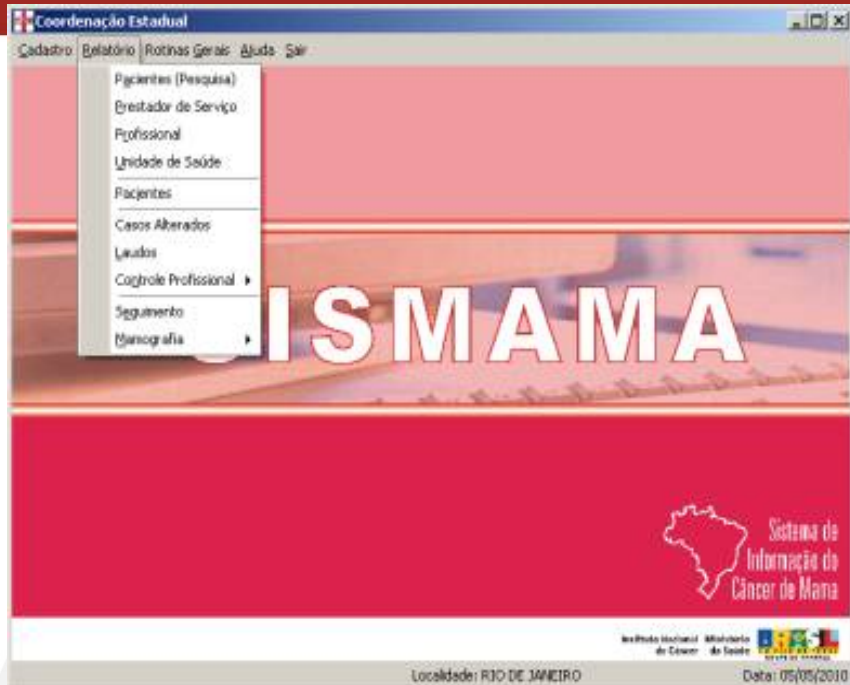 Coordenação Estadual
Cadastro Relatório Rotinas Gerais Ajuda Sair
Pacientes (Pesquisa)
Prestador de Serviço
Profissional
Unidade de Saúde
Pacientes
Casos Alterados
Laudos
Controle Profissional
Seguimento
Mamografia
SISMAMA
Sistema de
Informação do
Câncer de Mama
Instituto Nacional Ministério
de Câncer da Saúde
BRASIL
Localidade: RIO DE JANEIRO Data: 05/05/2010